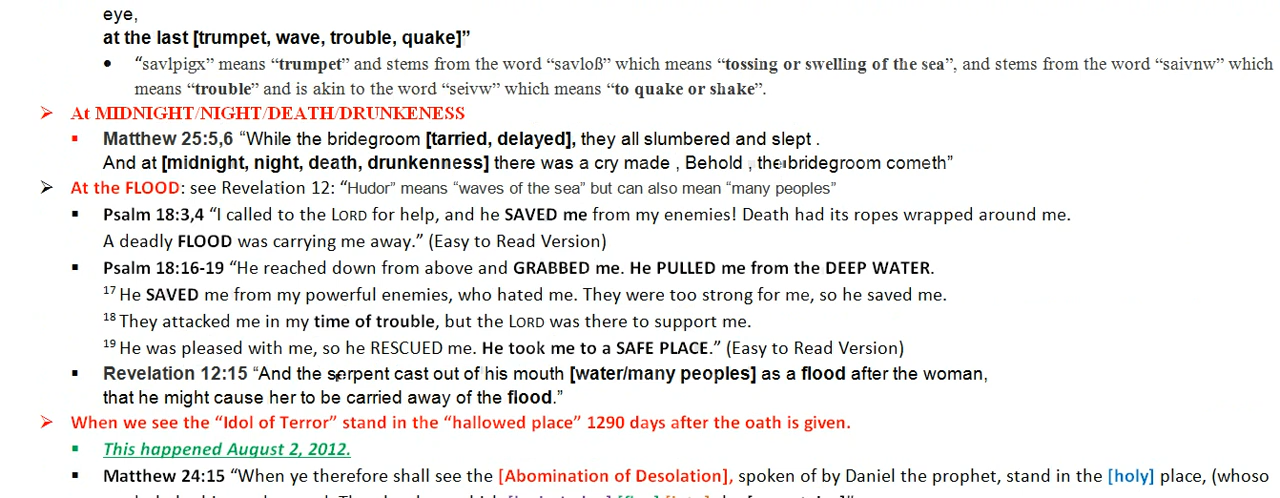 eye,
at the last [trumpet, wave, trouble, quake]”
• “savlpigx” means “trumpet” and stems from the word “savloß” which means “tossing or swelling of the sea”, and stems from the word “saivnw” which
means “trouble” and is akin to the word “seivw” which means “to quake or shake”.
➢ At MIDNIGHT/NIGHT/DEATH/DRUNKENESS
▪ Matthew 25:5,6 “While the bridegroom [tarried, delayed], they all slumbered and slept .
And at [midnight, night, death, drunkenness] there was a cry made , Behold , the bridegroom cometh”
➢ At the FLOOD: see Revelation 12: “Hudor” means “waves of the sea” but can also mean “many peoples”
▪ Psalm 18:3,4 “I called to the LORD for help, and he SAVED me from my enemies! Death had its ropes wrapped around me.
A deadly FLOOD was carrying me away.” (Easy to Read Version)
▪ Psalm 18:16-19 “He reached down from above and GRABBED me. He PULLED me from the DEEP WATER.
17 He SAVED me from my powerful enemies, who hated me. They were too strong for me, so he saved me.
18 They attacked me in my time of trouble, but the LORD was there to support me.
19 He was pleased with me, so he RESCUED me. He took me to a SAFE PLACE.” (Easy to Read Version)
▪ Revelation 12:15 “And the serpent cast out of his mouth [water/many peoples] as a flood after the woman,
that he might cause her to be carried away of the flood.”
➢ When we see the “Idol of Terror” stand in the “hallowed place” 1290 days after the oath is given.
▪ This happened August 2, 2012.
▪ Matthew 24:15 “When ye therefore shall see the [Abomination of Desolation], spoken of by Daniel the prophet, stand in the [holy] place, (whoso